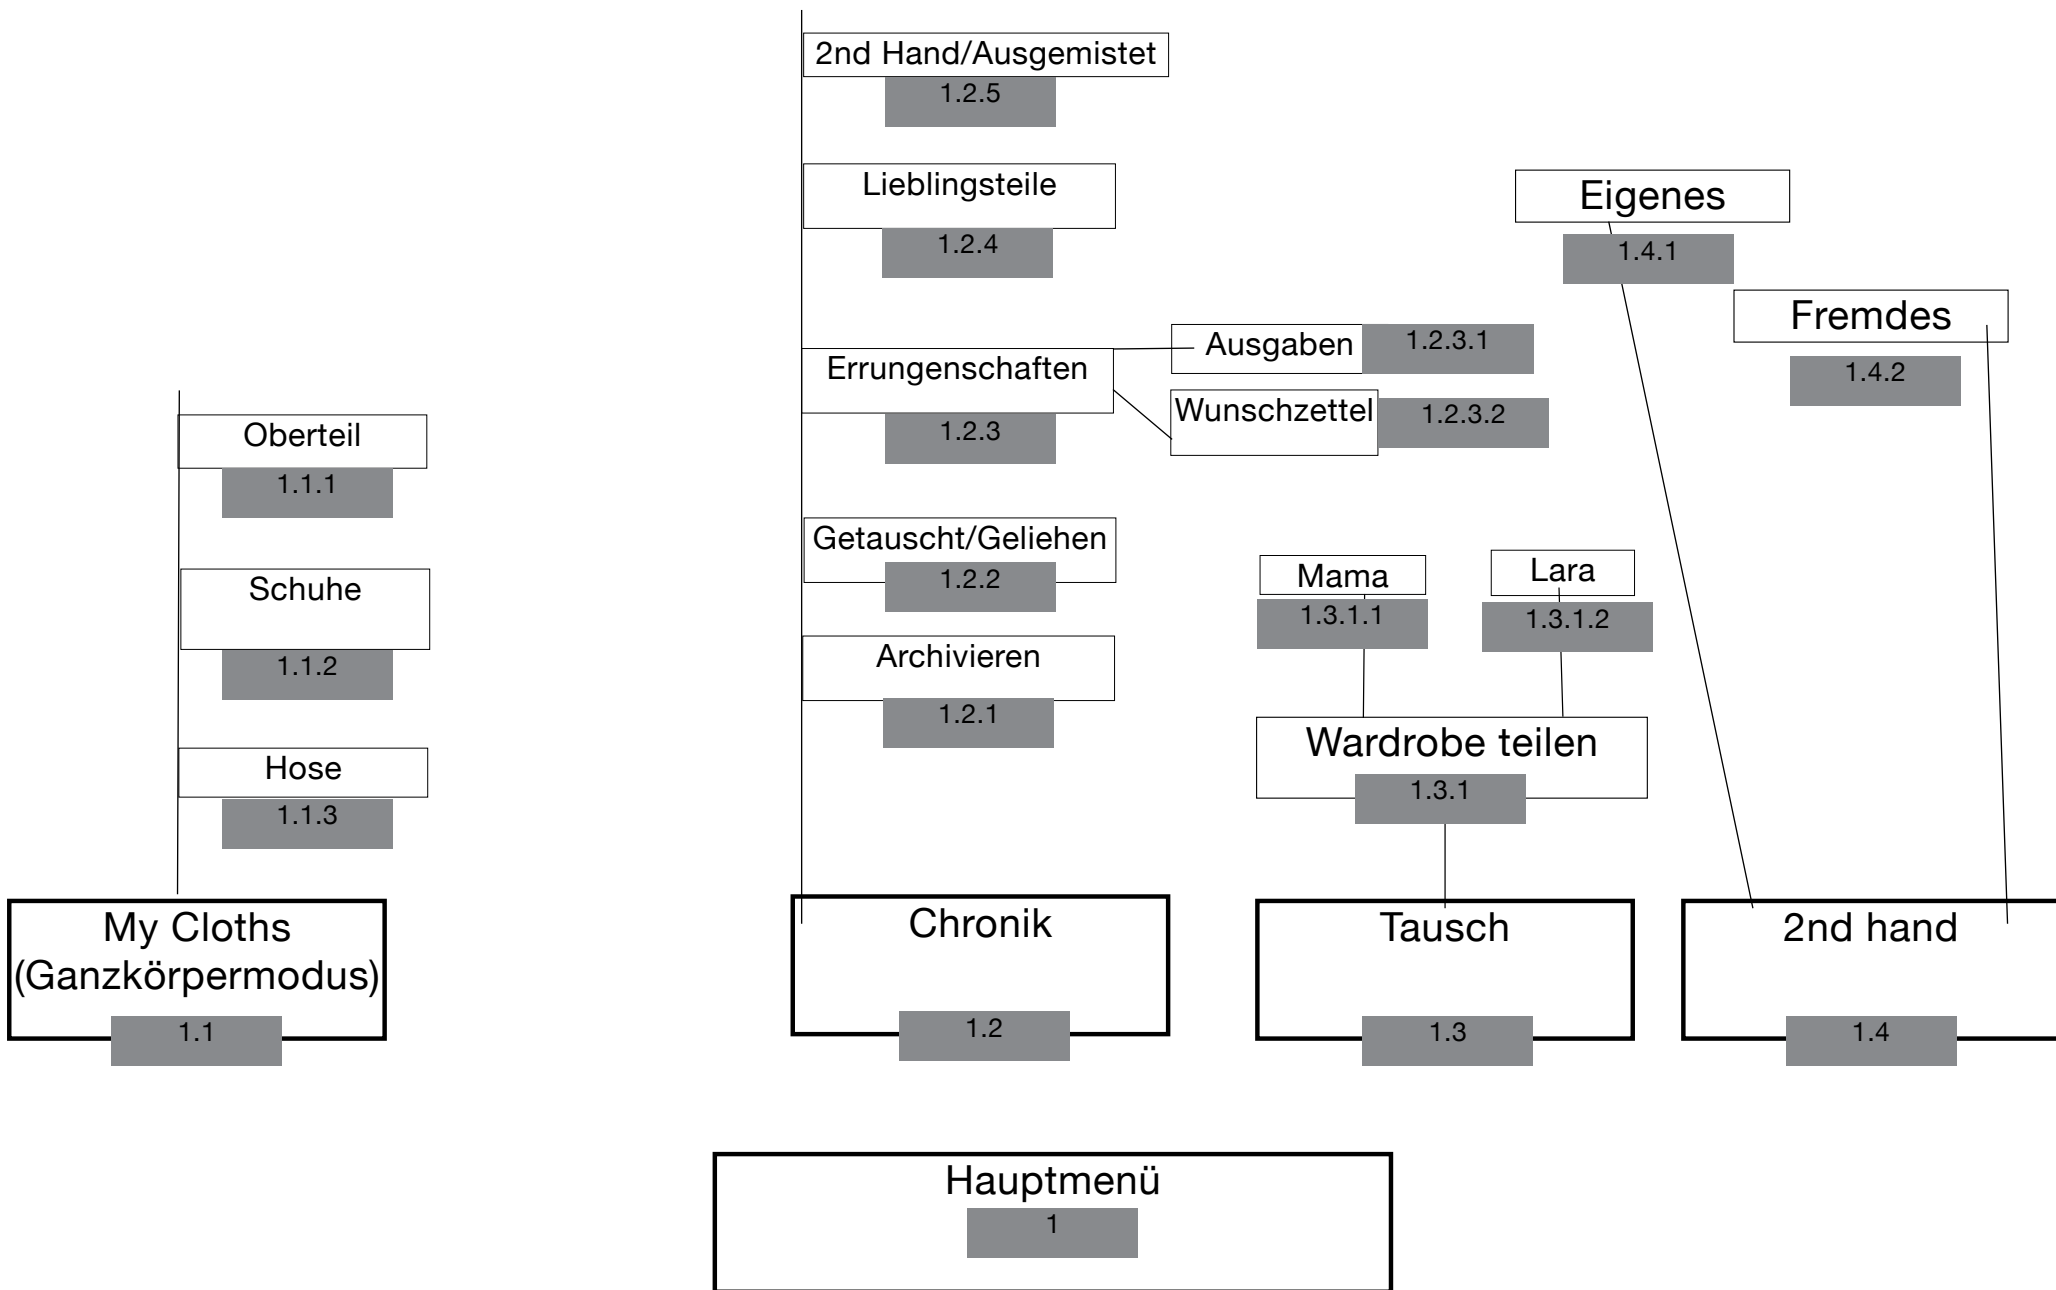 2nd Hand/Ausgemistet
1.2.5
Lieblingsteile
1.2.4
Eigenes
1.4.1
Fremdes
1.4.2
Ausgaben
1.2.3.1
Errungenschaften
1.2.3
Wunschzettel
1.2.3.2
Oberteil
1.1.1
Getauscht/Geliehen
1.2.2
Mama
1.3.1.1
Lara
1.3.1.2
Schuhe
1.1.2
Archivieren
1.2.1
Wardrobe teilen
1.3.1
Hose
1.1.3
My Cloths
(Ganzkörpermodus)
1.1
Chronik
1.2
Tausch
1.3
2nd hand
1.4
Hauptmenü
1